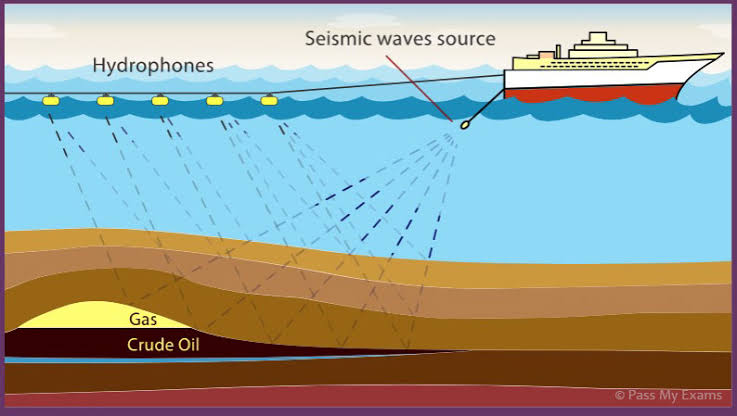 Seismic waves source
Hydrophones
Gas
Crude Oil
© Pass My Exams